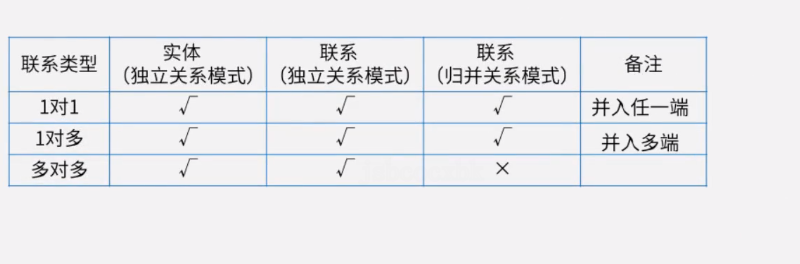 联系类型 实体 联系 联系 备注
（独立关系模式） （独立关系模式） （归并关系模式）
1对1 √ √ √ 并入任一端
1对多 √ √ √ 并入多端
多对多 √ √ ×